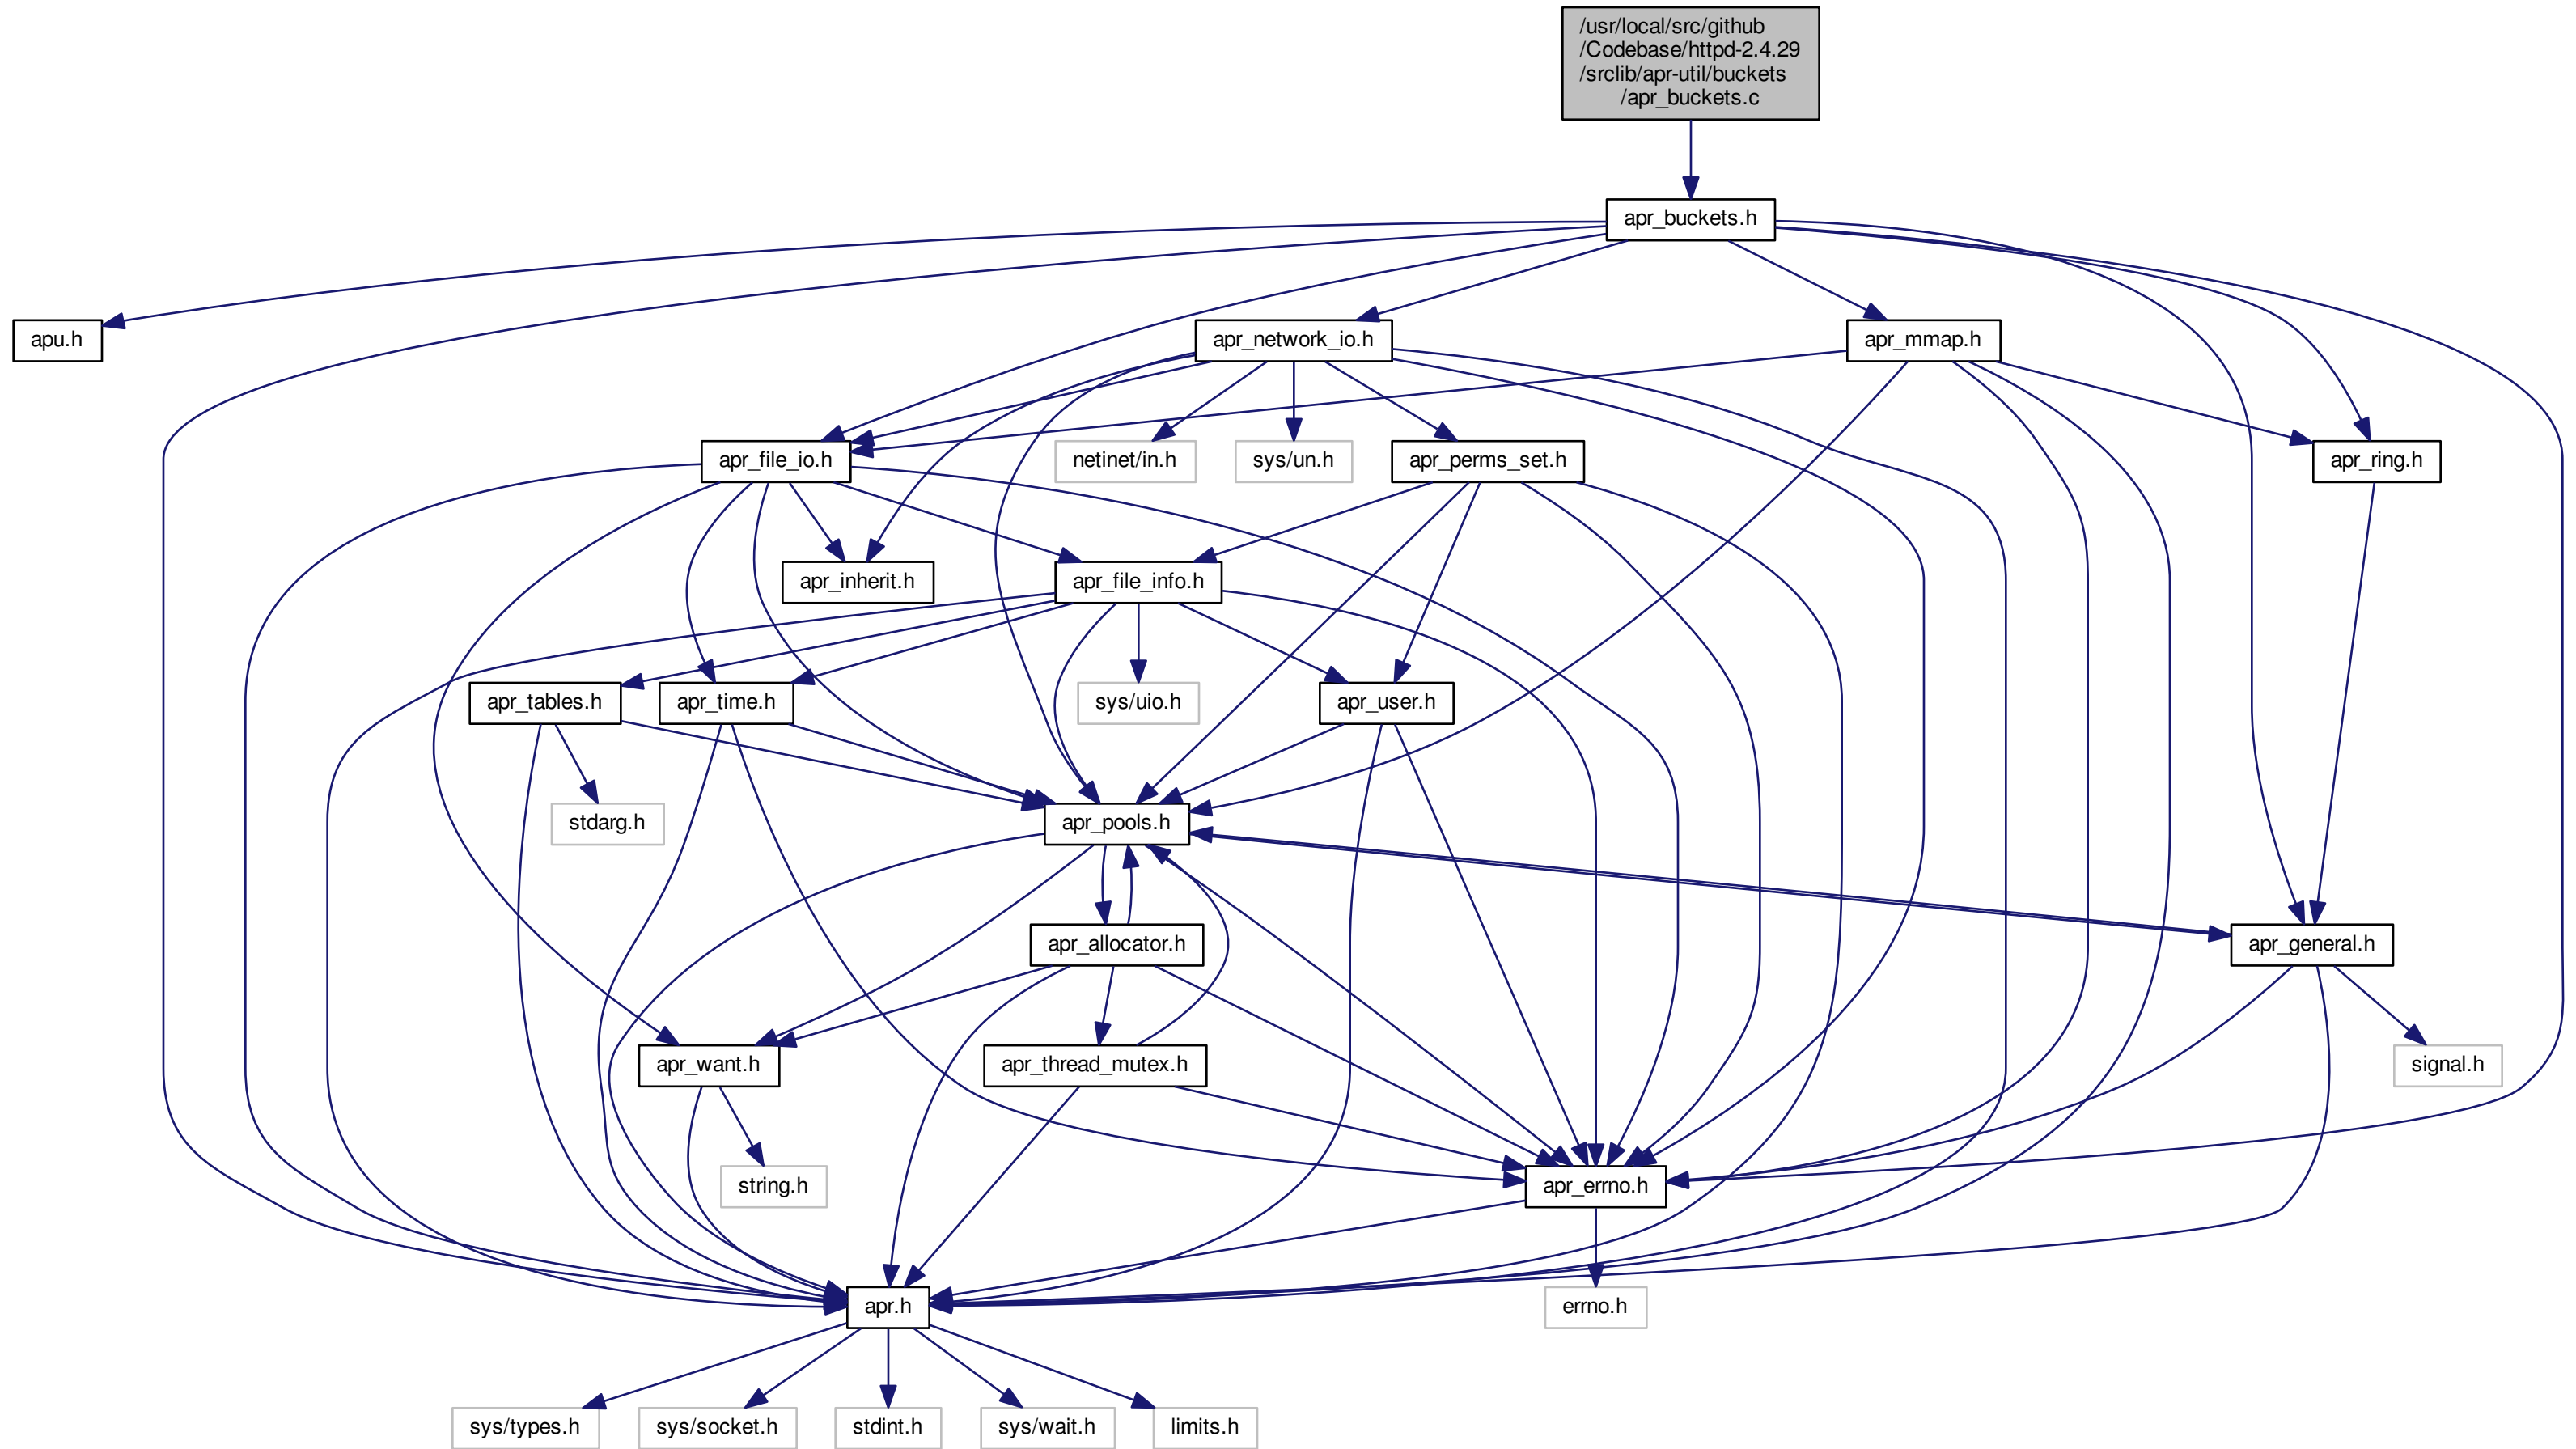 /usr/local/src/github
/Codebase/httpd-2.4.29
/srclib/apr-util/buckets
/apr_buckets.c
apr_buckets.h
apu.h
apr_network_io.h
apr_mmap.h
apr_file_io.h
netinet/in.h
sys/un.h
apr_perms_set.h
apr_ring.h
apr_inherit.h
apr_file_info.h
apr_tables.h
apr_time.h
sys/uio.h
apr_user.h
stdarg.h
apr_pools.h
apr_allocator.h
apr_general.h
apr_want.h
apr_thread_mutex.h
signal.h
string.h
apr_errno.h
apr.h
errno.h
sys/types.h
sys/socket.h
stdint.h
sys/wait.h
limits.h